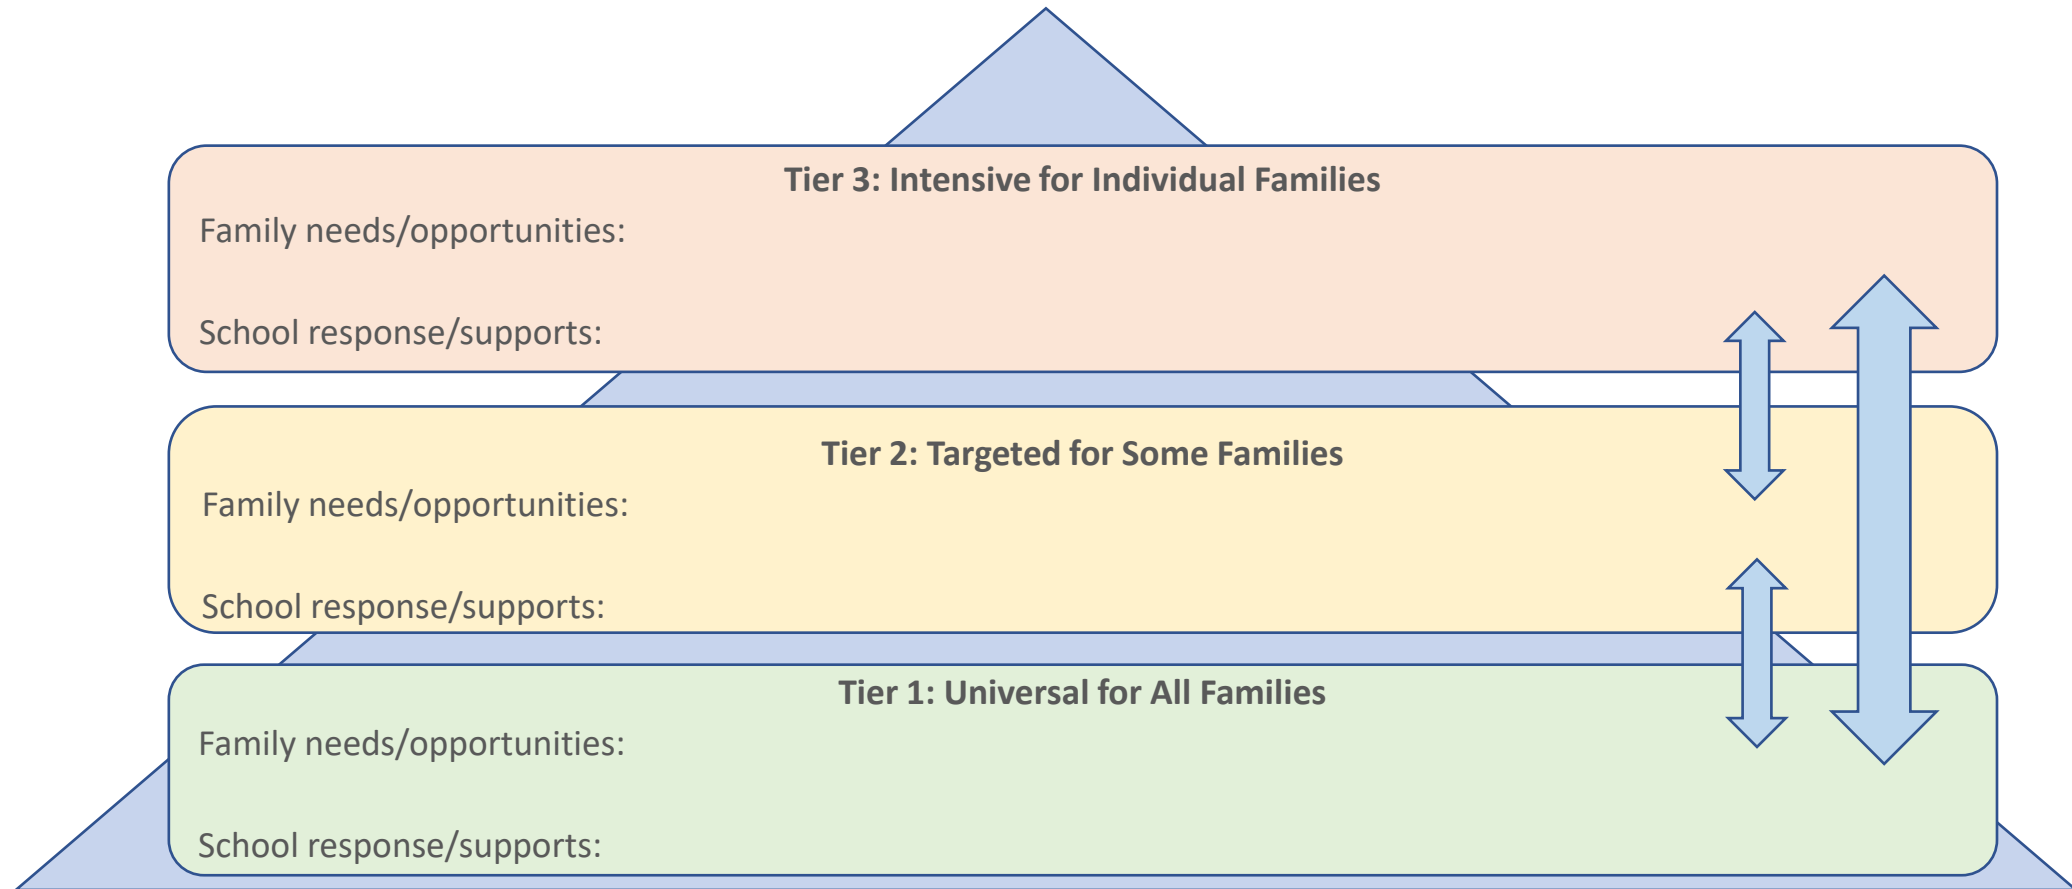 Tier 3: Intensive for Individual Families
Family needs/opportunities:
School response/supports:
Tier 2: Targeted for Some Families
Family needs/opportunities:
School response/supports:
Tier 1: Universal for All Families
Family needs/opportunities:
School response/supports: